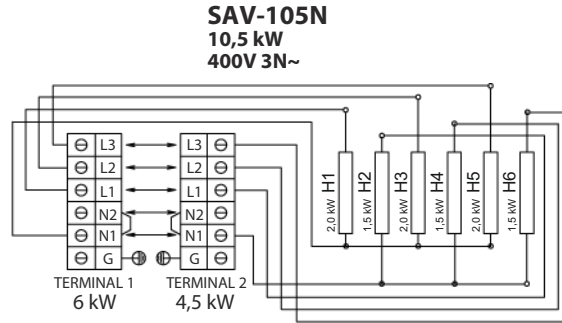 SAV-105N
10,5 kW
400V 3N~
L3 L3
L2 L2
L1 L1
N2 N2
N1 N1
G G
TERMINAL 1 TERMINAL 2
6 kW 4,5 kW
2,0 kW H1
1,5 kW H2
2,0 kW H3
1,5 kW H4
2,0 kW H5
1,5 kW H6